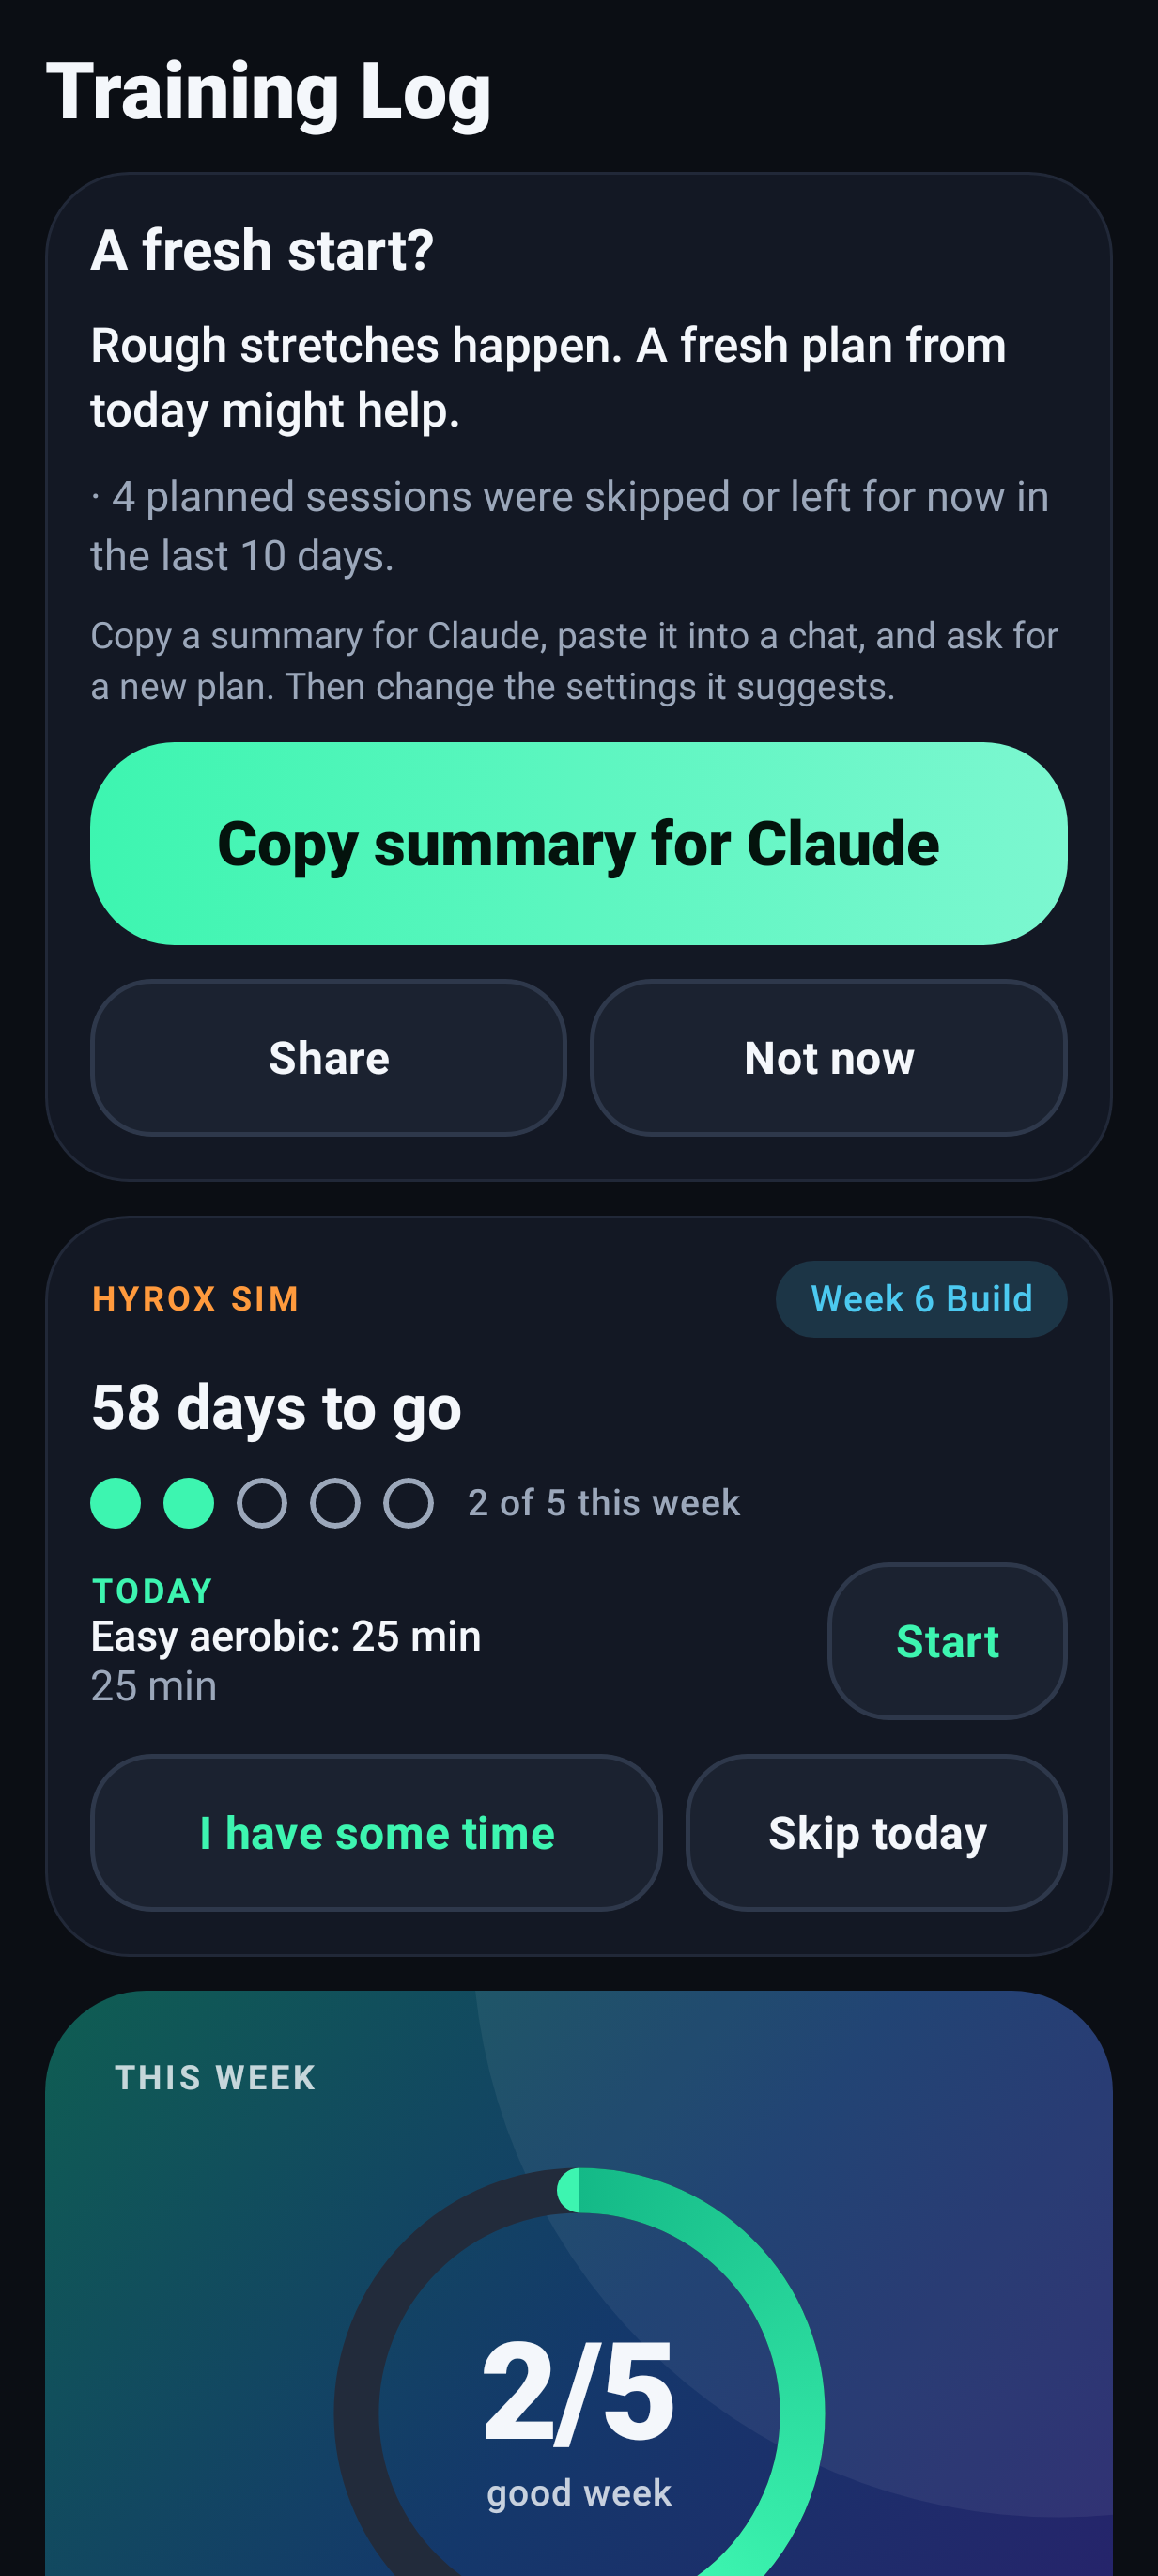 Training Log
A fresh start?
Rough stretches happen. A fresh plan from
today might help.
· 4 planned sessions were skipped or left for now in
the last 10 days.
Copy a summary for Claude, paste it into a chat, and ask for
a new plan. Then change the settings it suggests.
Copy summary for Claude
Share
Not now
HYROX SIM
Week 6 Build
58 days to go
2 of 5 this week
TODAY
Easy aerobic: 25 min
25 min
Start
I have some time
Skip today
THIS WEEK
2/5
good week